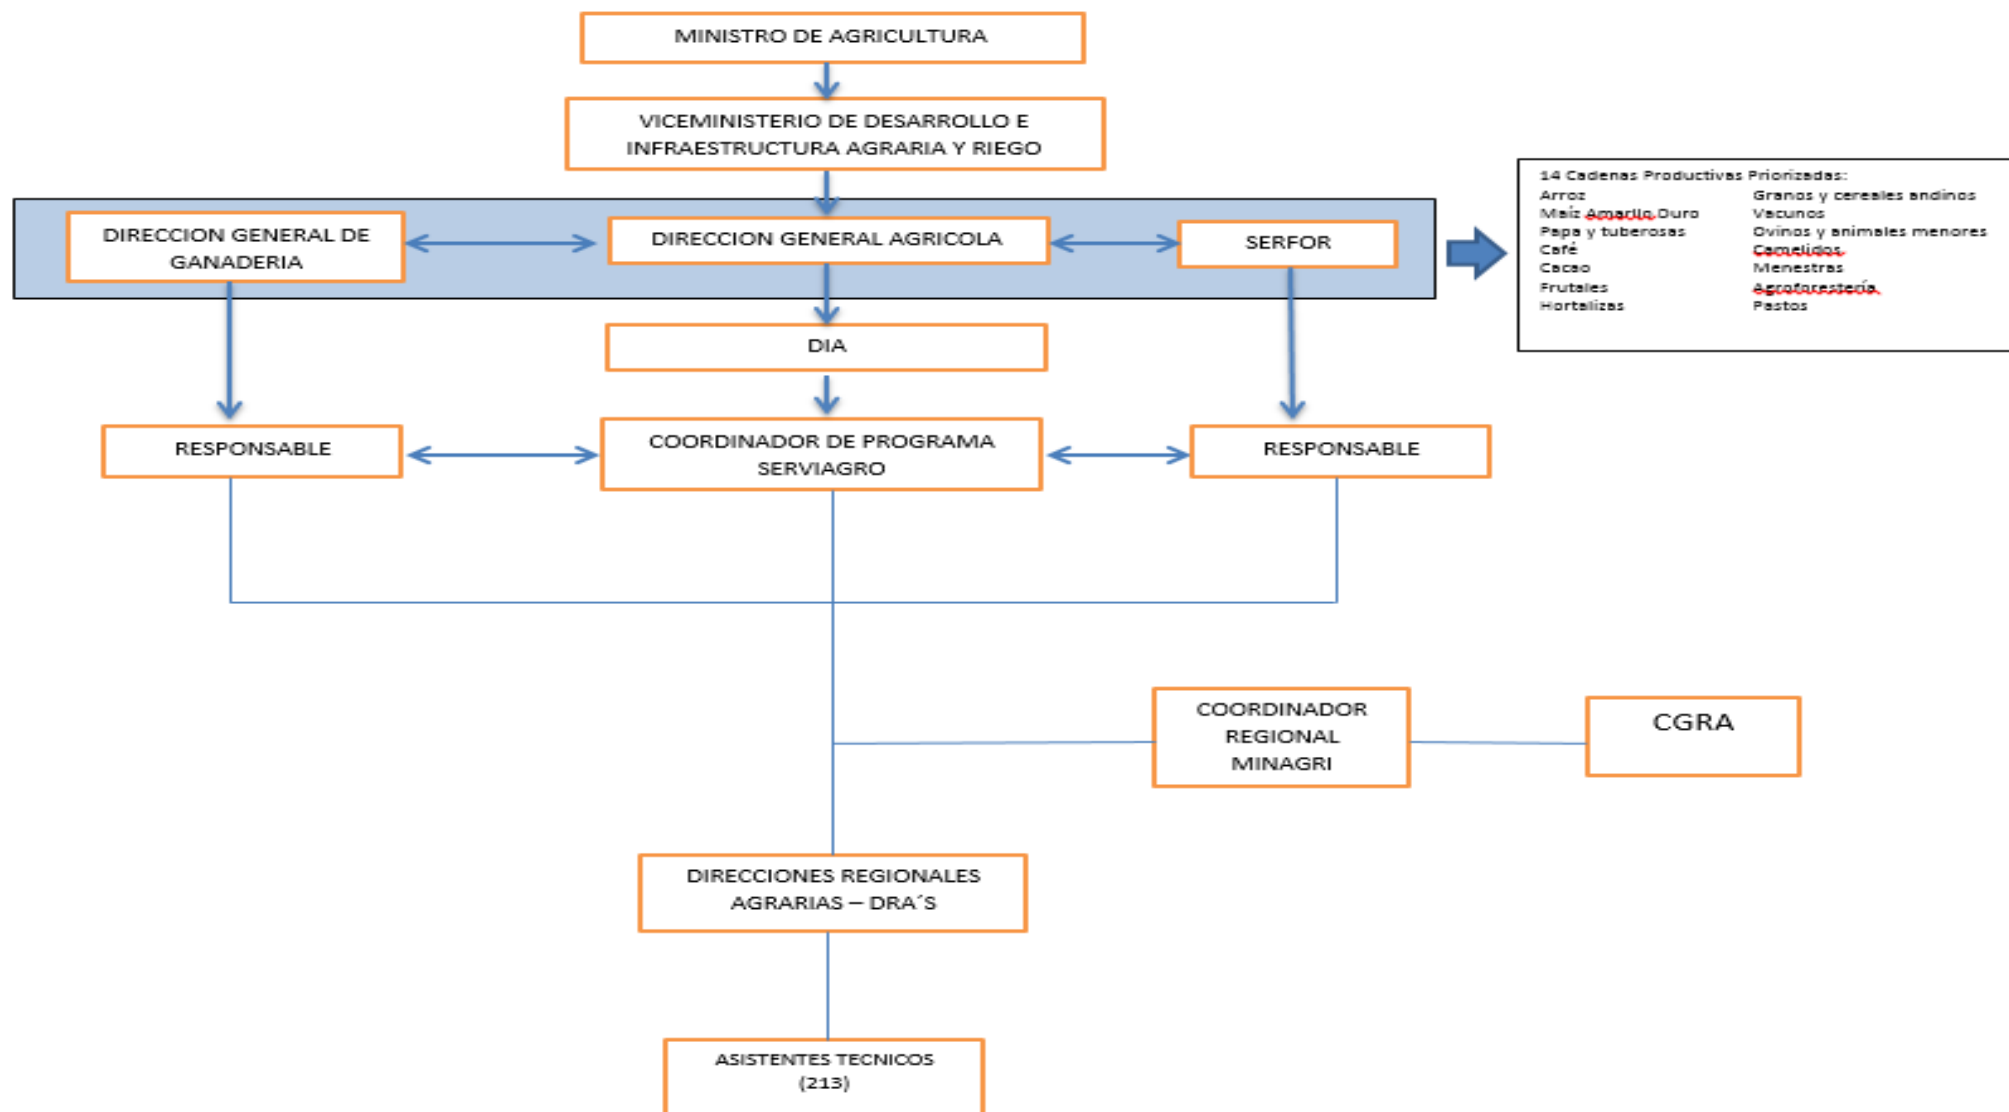 MINISTRO DE AGRICULTURA
VICEMINISTERIO DE DESARROLLO E
INFRAESTRUCTURA AGRARIA Y RIEGO
DIRECCION GENERAL DE
GANADERIA
DIRECCION GENERAL AGRICOLA
SERFOR
14 Cadenas Productivas Priorizadas:
Arroz Granos y cereales andinos
Maíz Amarllo Duro Vacunos
Papa y tuberosas Ovinos y animales menores
Café Camelidos
Cacao Menestras
Frutales Agroforestería
Hortalizas Pastos
DIA
RESPONSABLE
COORDINADOR DE PROGRAMA
SERVIAGRO
RESPONSABLE
COORDINADOR
REGIONAL
MINAGRI
CGRA
DIRECCIONES REGIONALES
AGRARIAS – DRA´S
ASISTENTES TECNICOS
(213)